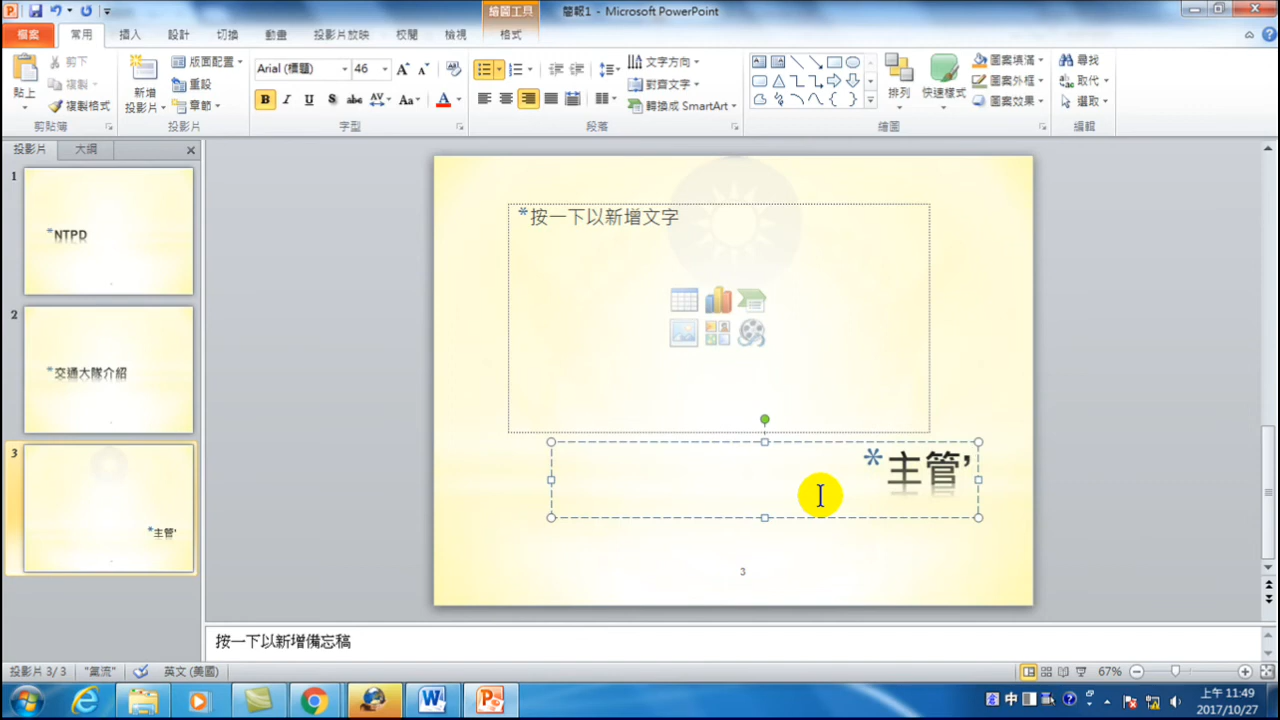 繪圖工具
簡報1 - Microsoft PowerPoint
檔案 常用 插入 設計 切換 動畫 投影片放映 校閱 檢視 格式
貼上
剪下
複製
複製格式
剪貼簿
新增
投影片
版面配置
重設
章節
投影片
Arial (標題) 46
B I U S abc AV Aa A
字型
文字方向
對齊文字
轉換成 SmartArt
段落
排列
快速樣式
圖案填滿
圖案外框
圖案效果
繪圖
尋找
取代
選取
編輯
投影片 大綱
1
*NTPD
2
*交通大隊介紹
3
*主管'
*按一下以新增文字
*主管'
3
按一下以新增備忘稿
投影片 3/3 "氣流" 英文 (美國) 67%
中
上午 11:49
2017/10/27